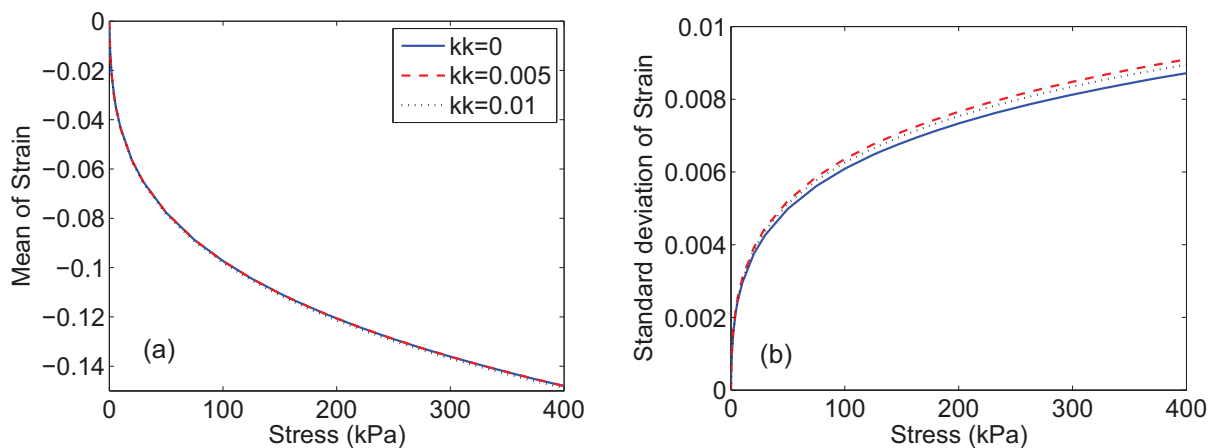 0
−0.02
−0.04
−0.06
−0.08
−0.1
−0.12
−0.14
Mean of Strain
kk=0
kk=0.005
kk=0.01
(a)
0 100 200 300 400
Stress (kPa)
0.01
0.008
0.006
0.004
0.002
0
Standard deviation of Strain
(b)
0 100 200 300 400
Stress (kPa)